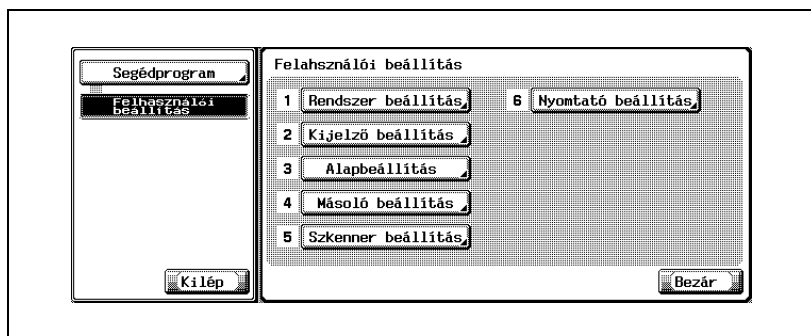 Segédprogram
Felhasználói
beállítás
Kilép
Felahsználói beállítás
1 Rendszer beállítás
2 Kijelző beállítás
3 Alapbeállítás
4 Másoló beállítás
5 Szkenner beállítás
6 Nyomtató beállítás
Bezár